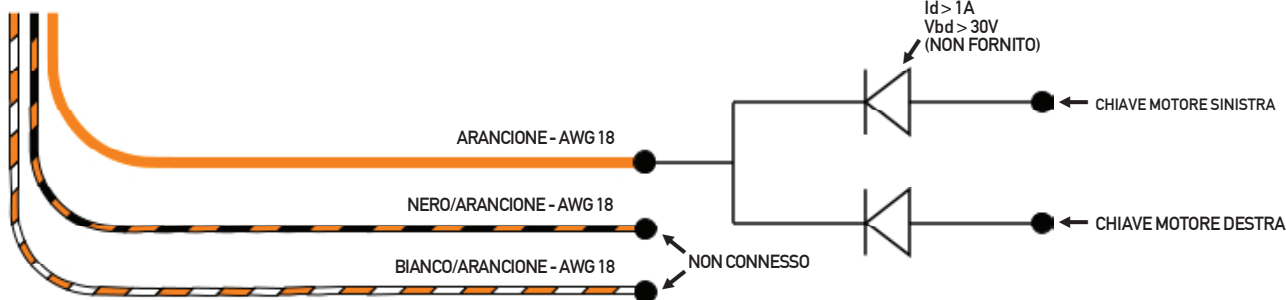 Id > 1A
Vbd > 30V
(NON FORNITO)
CHIAVE MOTORE SINISTRA
ARANCIONE - AWG 18
NERO/ARANCIONE - AWG 18
CHIAVE MOTORE DESTRA
NON CONNESSO
BIANCO/ARANCIONE - AWG 18